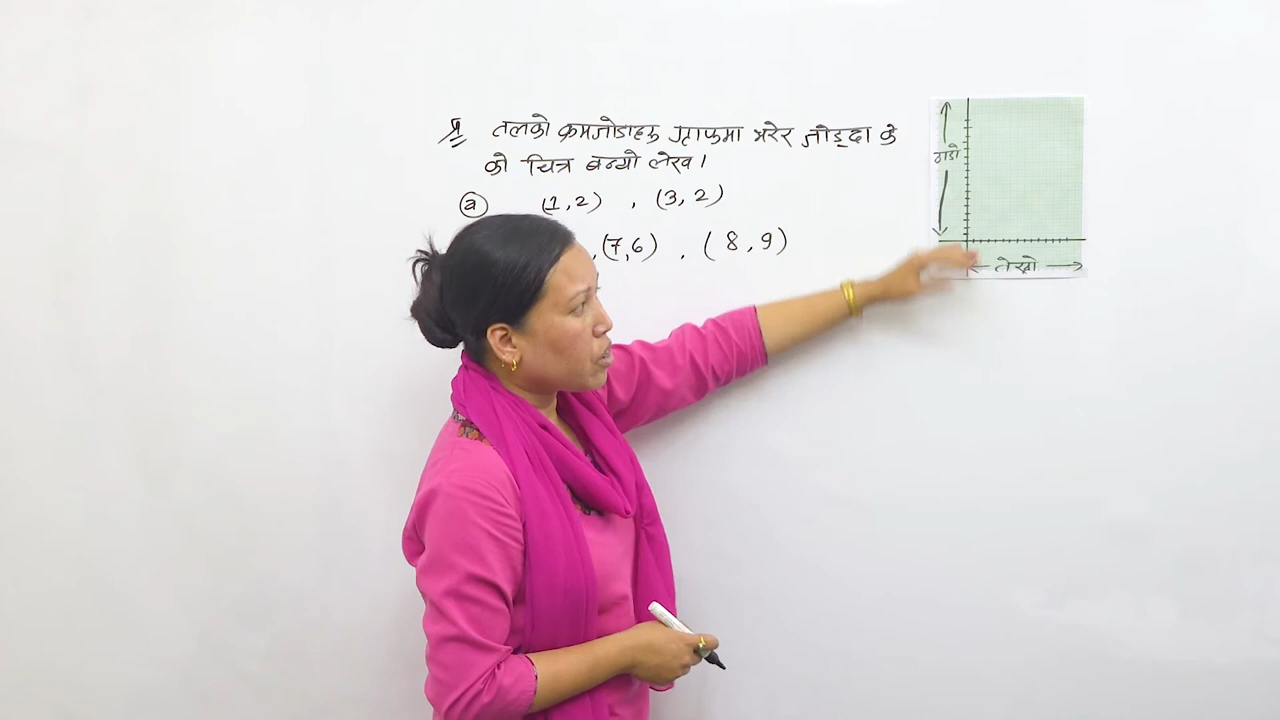 प्र तलको क्रमजोडाहरु ग्राफमा भरेर जोड्दा के
को चित्र बन्यो लेख।
ⓐ (1,2) , (3,2)
,(7,6) , (8,9)
ठाडो
तेर्सो